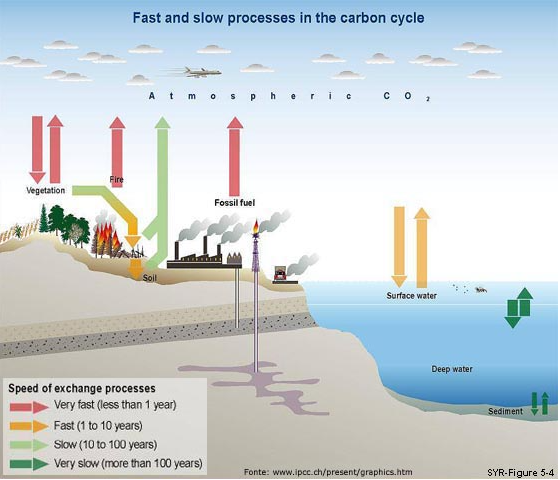 Fast and slow processes in the carbon cycle
Atmospheric CO2
Fire
Vegetation
Fossil fuel
Soil
Surface water
Deep water
Sediment
Speed of exchange processes
Very fast (less than 1 year)
Fast (1 to 10 years)
Slow (10 to 100 years)
Very slow (more than 100 years)
Fonte: www.ipcc.ch/present/graphics.htm
SYR-Figure 5-4